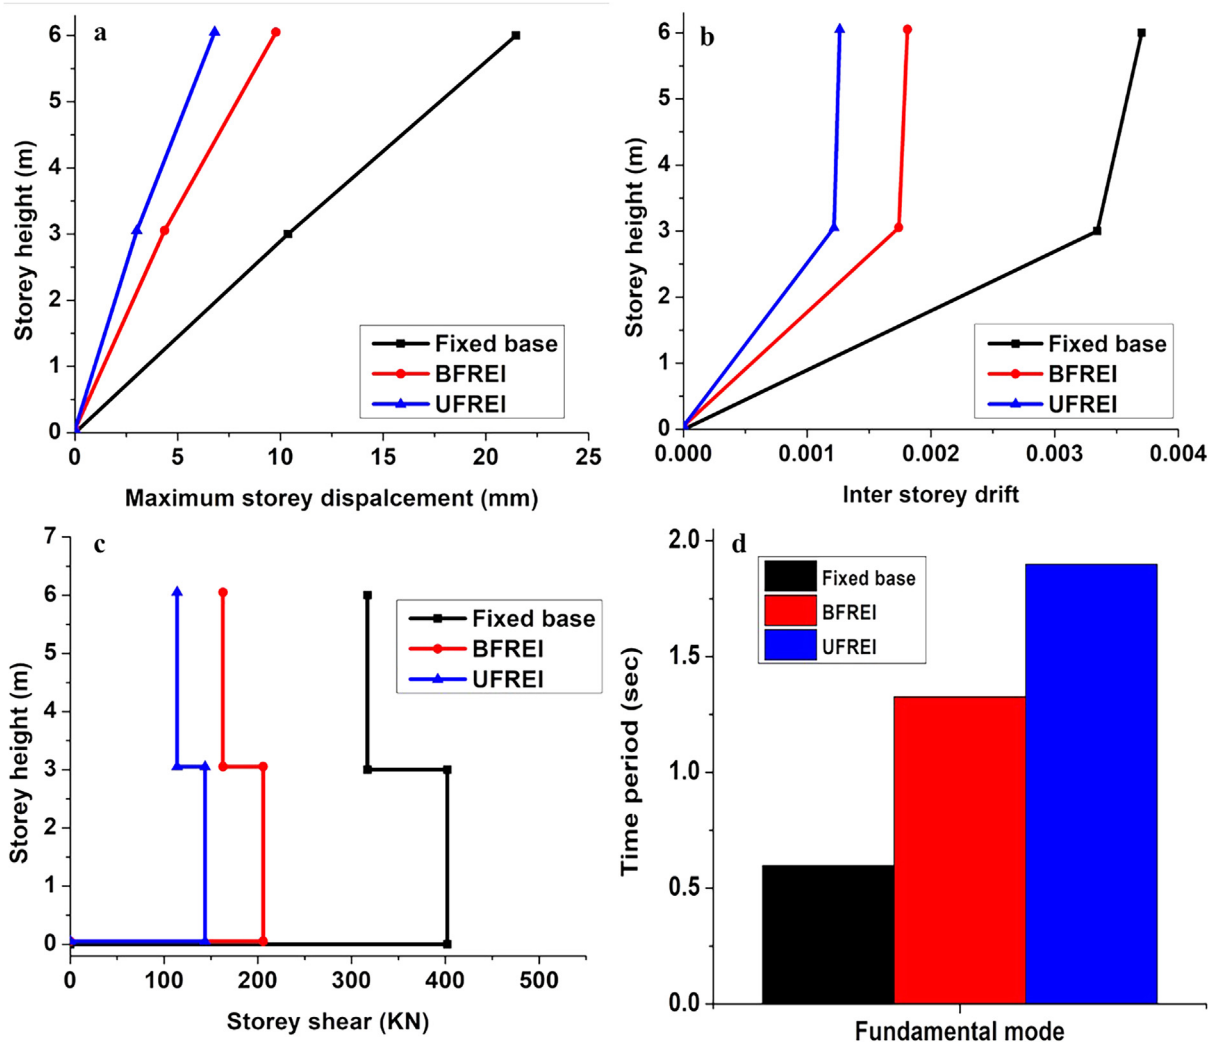 a
Storey height (m)
6
5
4
3
2
1
0
0 5 10 15 20 25
Maximum storey dispalcement (mm)
Fixed base
BFREI
UFREI
b
Storey height (m)
6
5
4
3
2
1
0
0.000 0.001 0.002 0.003 0.004
Inter storey drift
Fixed base
BFREI
UFREI
c
Storey height (m)
7
6
5
4
3
2
1
0
0 100 200 300 400 500
Storey shear (KN)
Fixed base
BFREI
UFREI
d
Time period (sec)
2.0
1.5
1.0
0.5
0.0
Fundamental mode
Fixed base
BFREI
UFREI